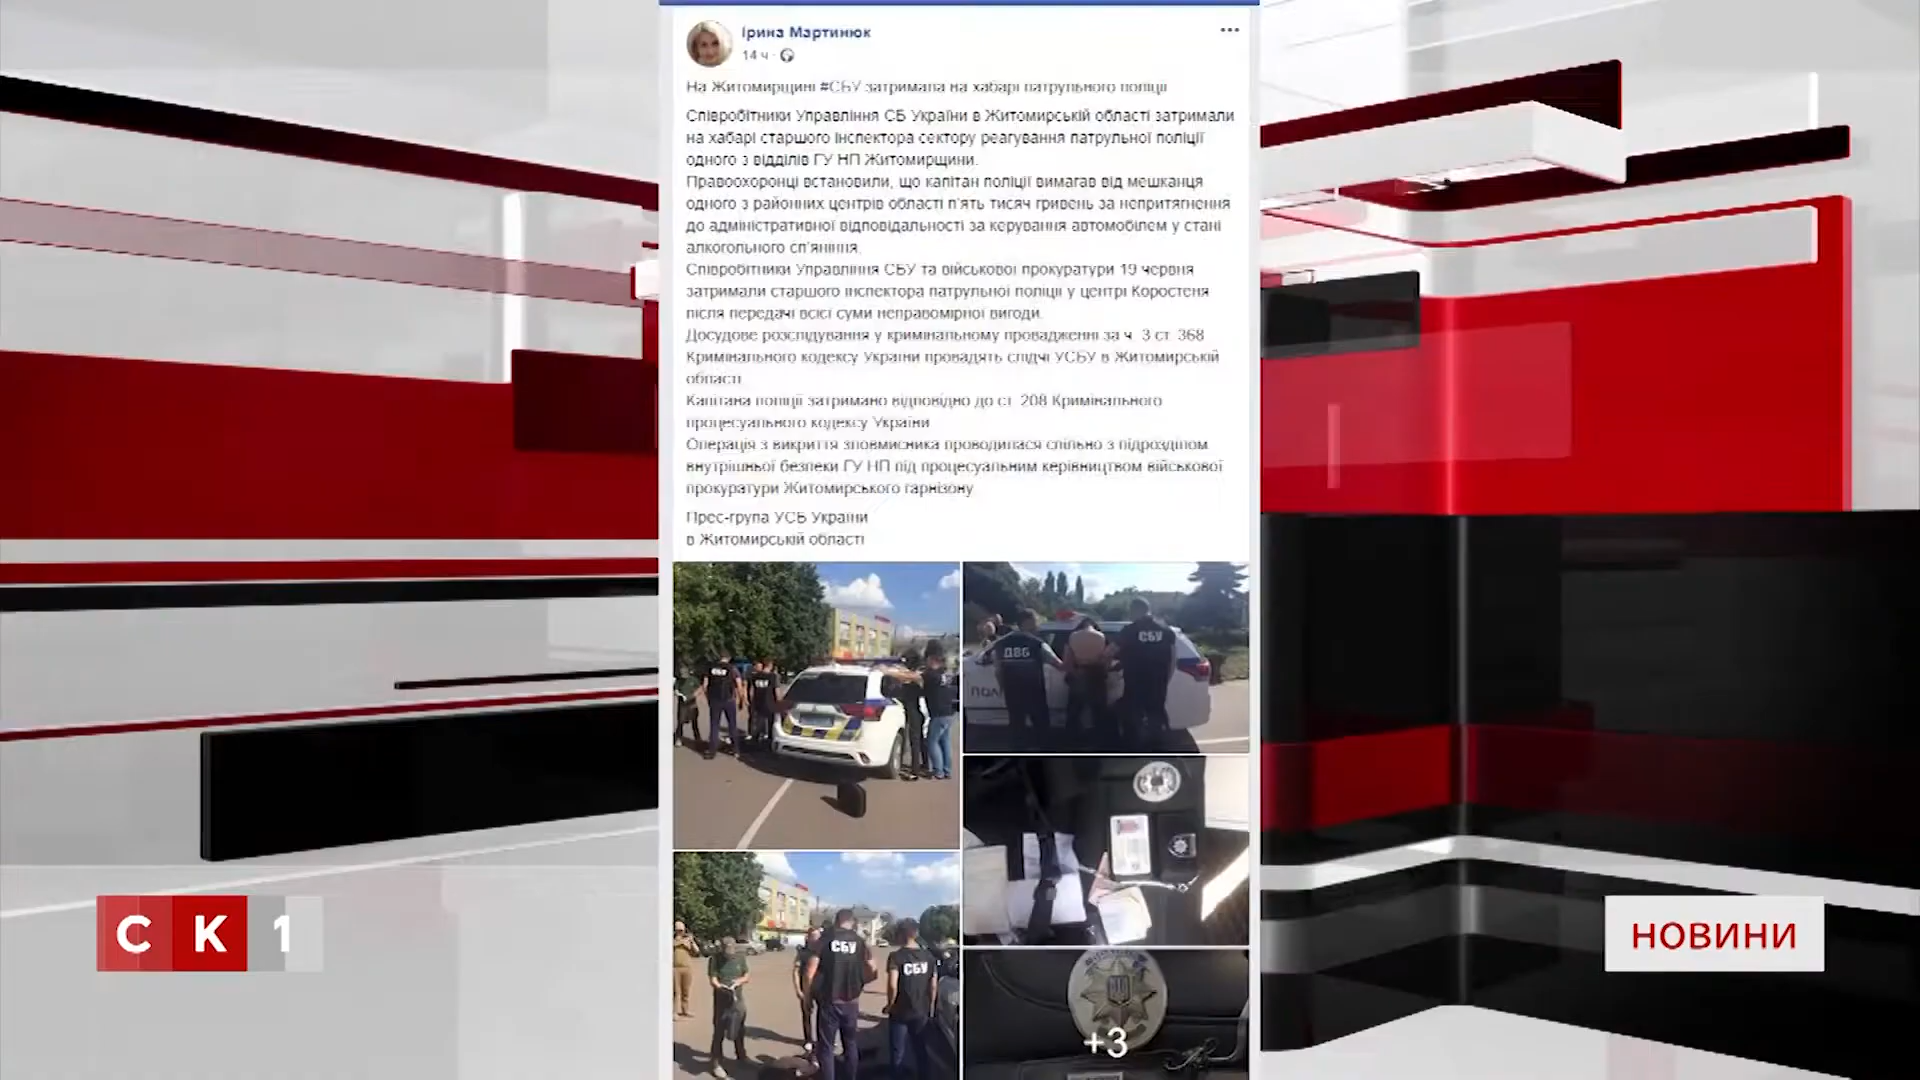 Ірина Мартинюк
14 ч
На Житомирщині #СБУ затримала на хабарі патрульного поліції
Співробітники Управління СБ України в Житомирській області затримали
на хабарі старшого інспектора сектору реагування патрульної поліції
одного з відділів ГУ НП Житомирщини.
Правоохоронці встановили, що капітан поліції вимагав від мешканця
одного з районних центрів області п'ять тисяч гривень за непритягнення
до адміністративної відповідальності за керування автомобілем у стані
алкогольного сп'яніння.
Співробітники Управління СБУ та військової прокуратури 19 червня
затримали старшого інспектора патрульної поліції у центрі Коростеня
після передачі всієї суми неправомірної вигоди.
Досудове розслідування у кримінальному провадженні за ч. 3 ст. 368
Кримінального кодексу України провадять слідчі УСБУ в Житомирській
області.
Капітана поліції затримано відповідно до ст. 208 Кримінального
процесуального кодексу України
Операція з викриття зловмисника проводилася спільно з підрозділом
внутрішньої безпеки ГУ НП під процесуальним керівництвом військової
прокуратури Житомирського гарнізону
Прес-група УСБ України
в Житомирській області
СБУ
СБУ
ДВБ
СБУ
ПОЛІ
СБУ
СБУ
+3
СК1
НОВИНИ